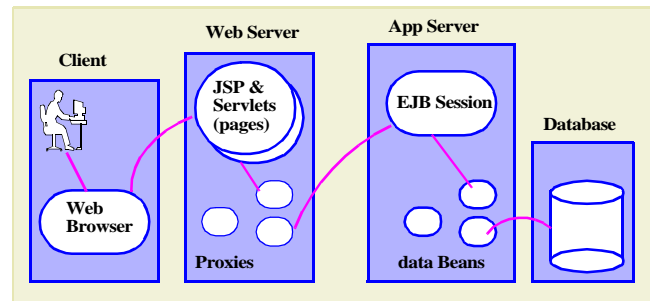 Client
Web Server
App Server
Database
JSP &
Servlets
(pages)
EJB Session
Web
Browser
Proxies
data Beans